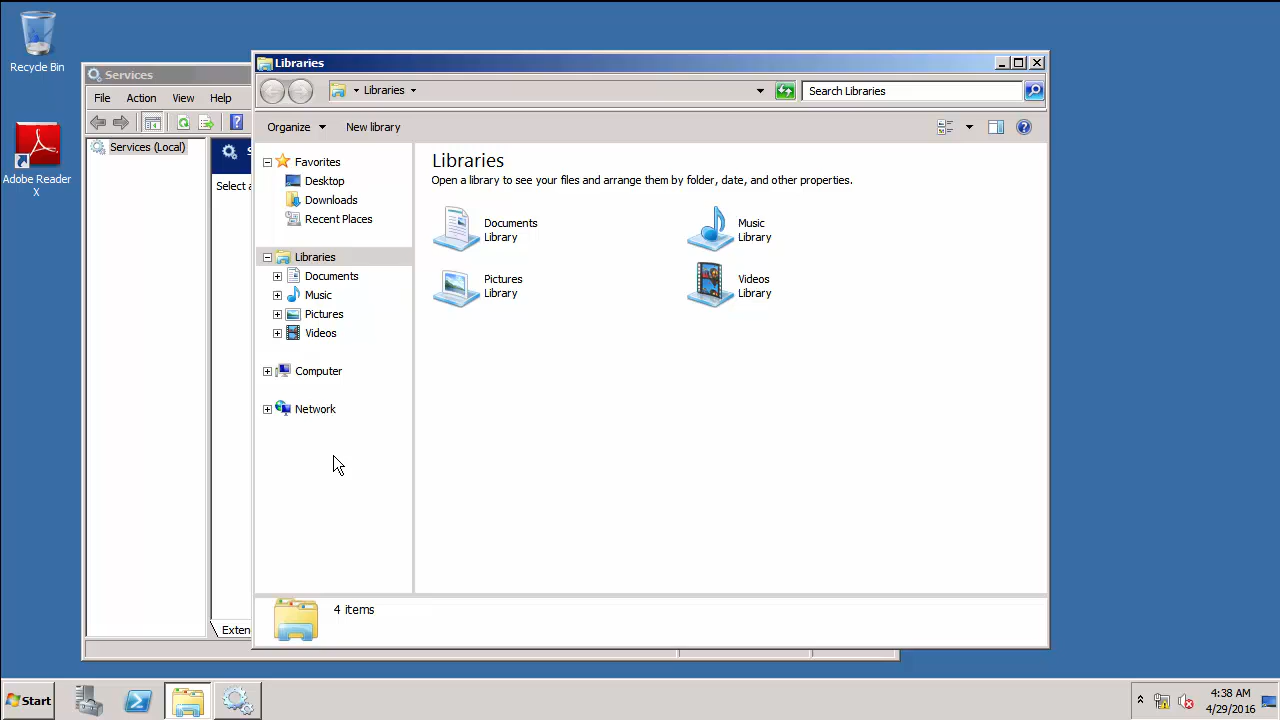 Recycle Bin
Adobe Reader
X
Services
File Action View Help
Services (Local)
Select a
Exten
Libraries
Libraries
Search Libraries
Organize New library
Favorites
Desktop
Downloads
Recent Places
Libraries
Documents
Music
Pictures
Videos
Computer
Network
Libraries
Open a library to see your files and arrange them by folder, date, and other properties.
Documents
Library
Music
Library
Pictures
Library
Videos
Library
4 items
Start
4:38 AM
4/29/2016